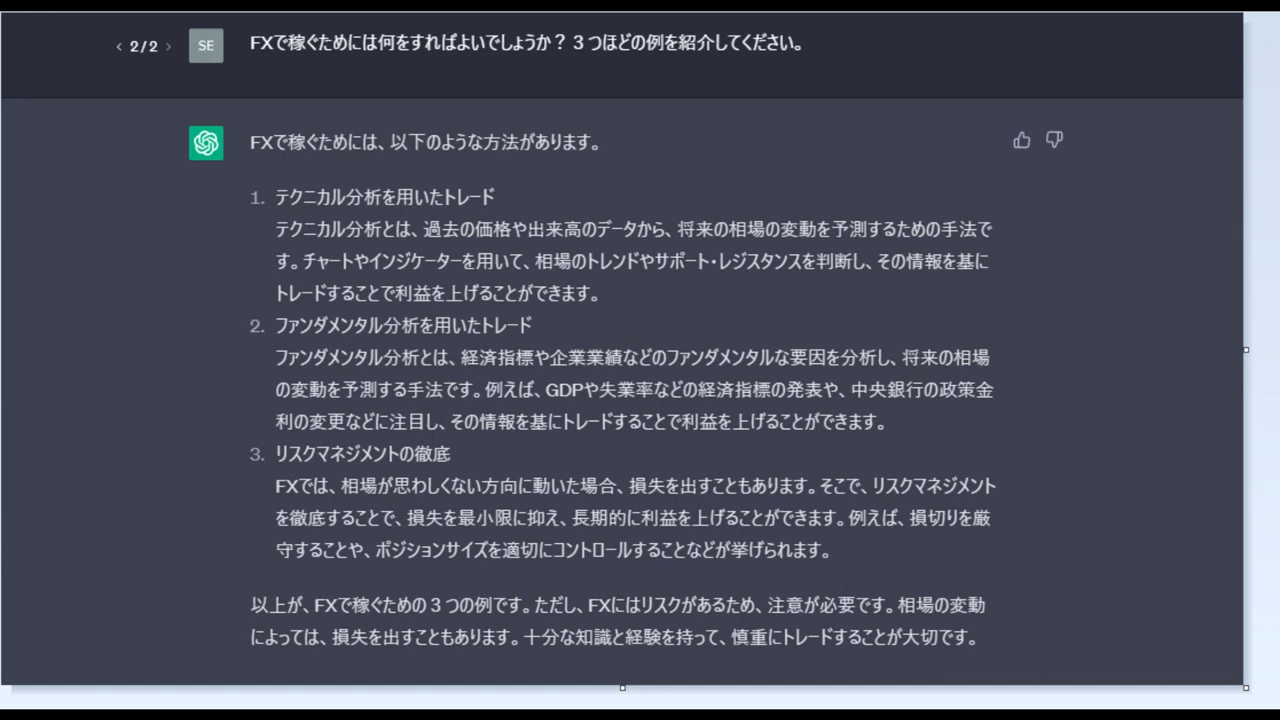 < 2/2 >
SE
FXで稼ぐためには何をすればよいでしょうか？３つほどの例を紹介してください。
FXで稼ぐためには、以下のような方法があります。
1. テクニカル分析を用いたトレード
テクニカル分析とは、過去の価格や出来高のデータから、将来の相場の変動を予測するための手法で
す。チャートやインジケーターを用いて、相場のトレンドやサポート・レジスタンスを判断し、その情報を基に
トレードすることで利益を上げることができます。
2. ファンダメンタル分析を用いたトレード
ファンダメンタル分析とは、経済指標や企業業績などのファンダメンタルな要因を分析し、将来の相場
の変動を予測する手法です。例えば、GDPや失業率などの経済指標の発表や、中央銀行の政策金
利の変更などに注目し、その情報を基にトレードすることで利益を上げることができます。
3. リスクマネジメントの徹底
FXでは、相場が思わしくない方向に動いた場合、損失を出すこともあります。そこで、リスクマネジメント
を徹底することで、損失を最小限に抑え、長期的に利益を上げることができます。例えば、損切りを厳
守することや、ポジションサイズを適切にコントロールすることなどが挙げられます。
以上が、FXで稼ぐための３つの例です。ただし、FXにはリスクがあるため、注意が必要です。相場の変動
によっては、損失を出すこともあります。十分な知識と経験を持って、慎重にトレードすることが大切です。